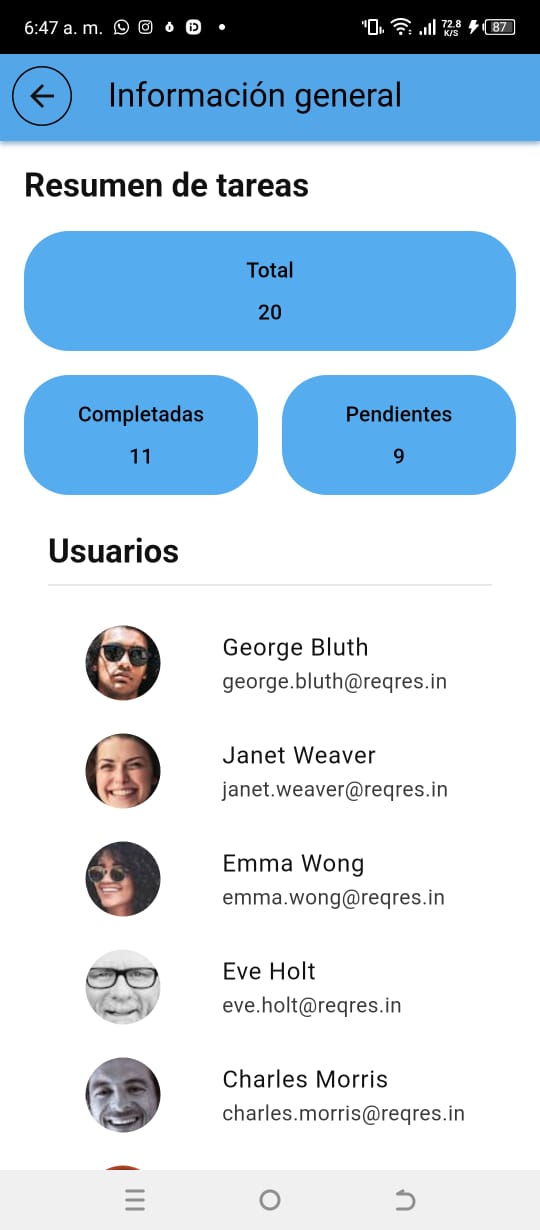 6:47 a. m.
72.8
K/S
87
Información general
Resumen de tareas
Total
20
Completadas
11
Pendientes
9
Usuarios
George Bluth
george.bluth@reqres.in
Janet Weaver
janet.weaver@reqres.in
Emma Wong
emma.wong@reqres.in
Eve Holt
eve.holt@reqres.in
Charles Morris
charles.morris@reqres.in